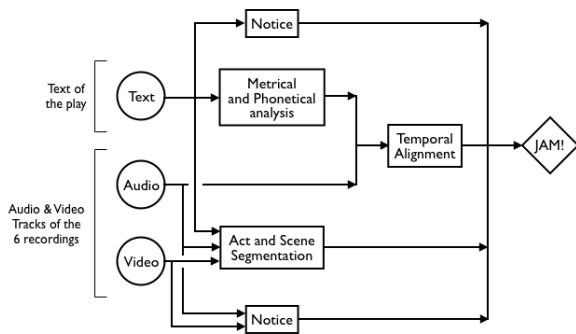 Notice
Text of
the play
Text
Metrical
and Phonetical
analysis
Temporal
Alignment
JAM!
Audio
Audio & Video
Tracks of the
6 recordings
Act and Scene
Segmentation
Video
Notice